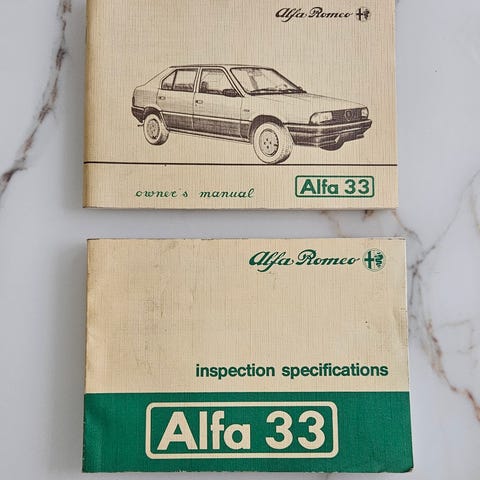 Alfa Romeo
owner's manual
Alfa 33
Alfa Romeo
inspection specifications
Alfa 33